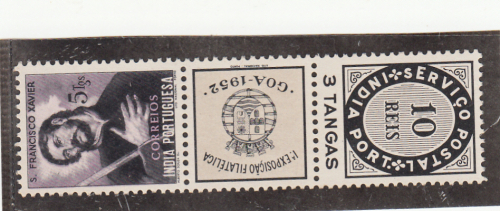 S. FRANCISCO XAVIER
5 Tgs
CORREIOS
INDIA PORTUGUESA
GOA-1952
1ª EXPOSIÇÃO FILATÉLICA
3 TANGAS
SERVIÇO POSTAL
INDIA PORT.
10
REIS